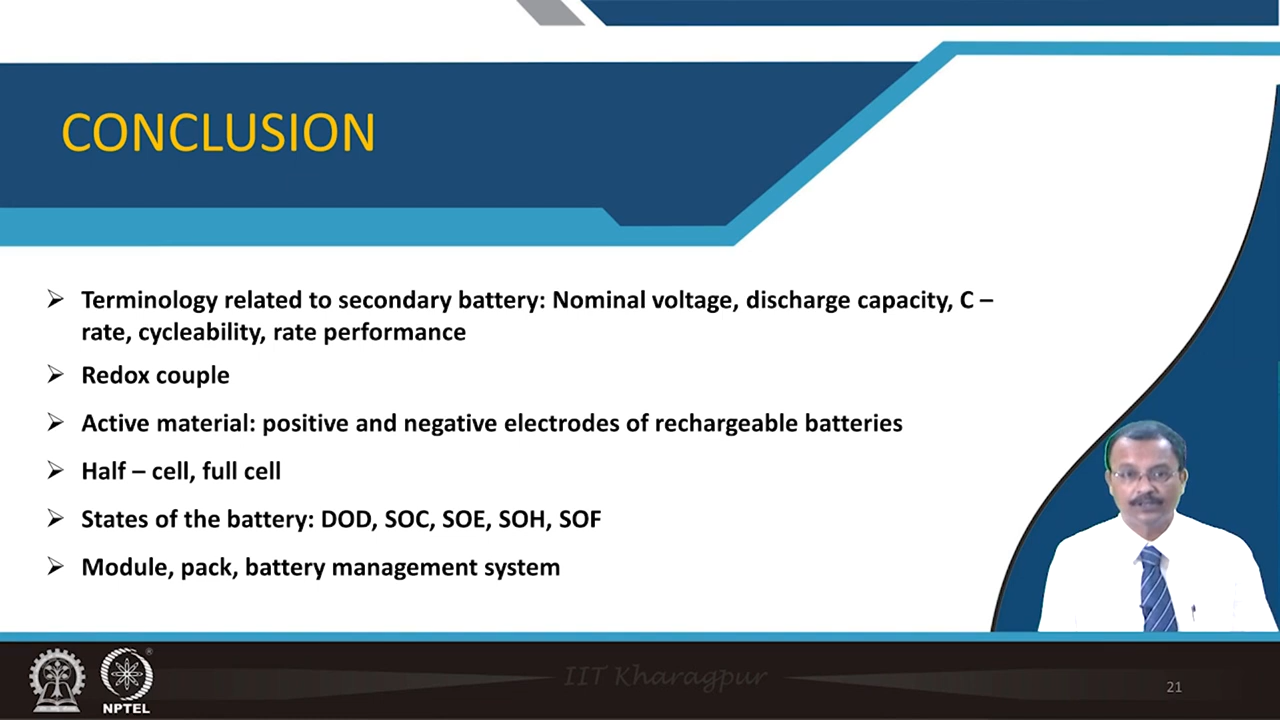 CONCLUSION
Terminology related to secondary battery: Nominal voltage, discharge capacity, C –
rate, cycleability, rate performance
Redox couple
Active material: positive and negative electrodes of rechargeable batteries
Half – cell, full cell
States of the battery: DOD, SOC, SOE, SOH, SOF
Module, pack, battery management system
IIT Kharagpur
NPTEL
21